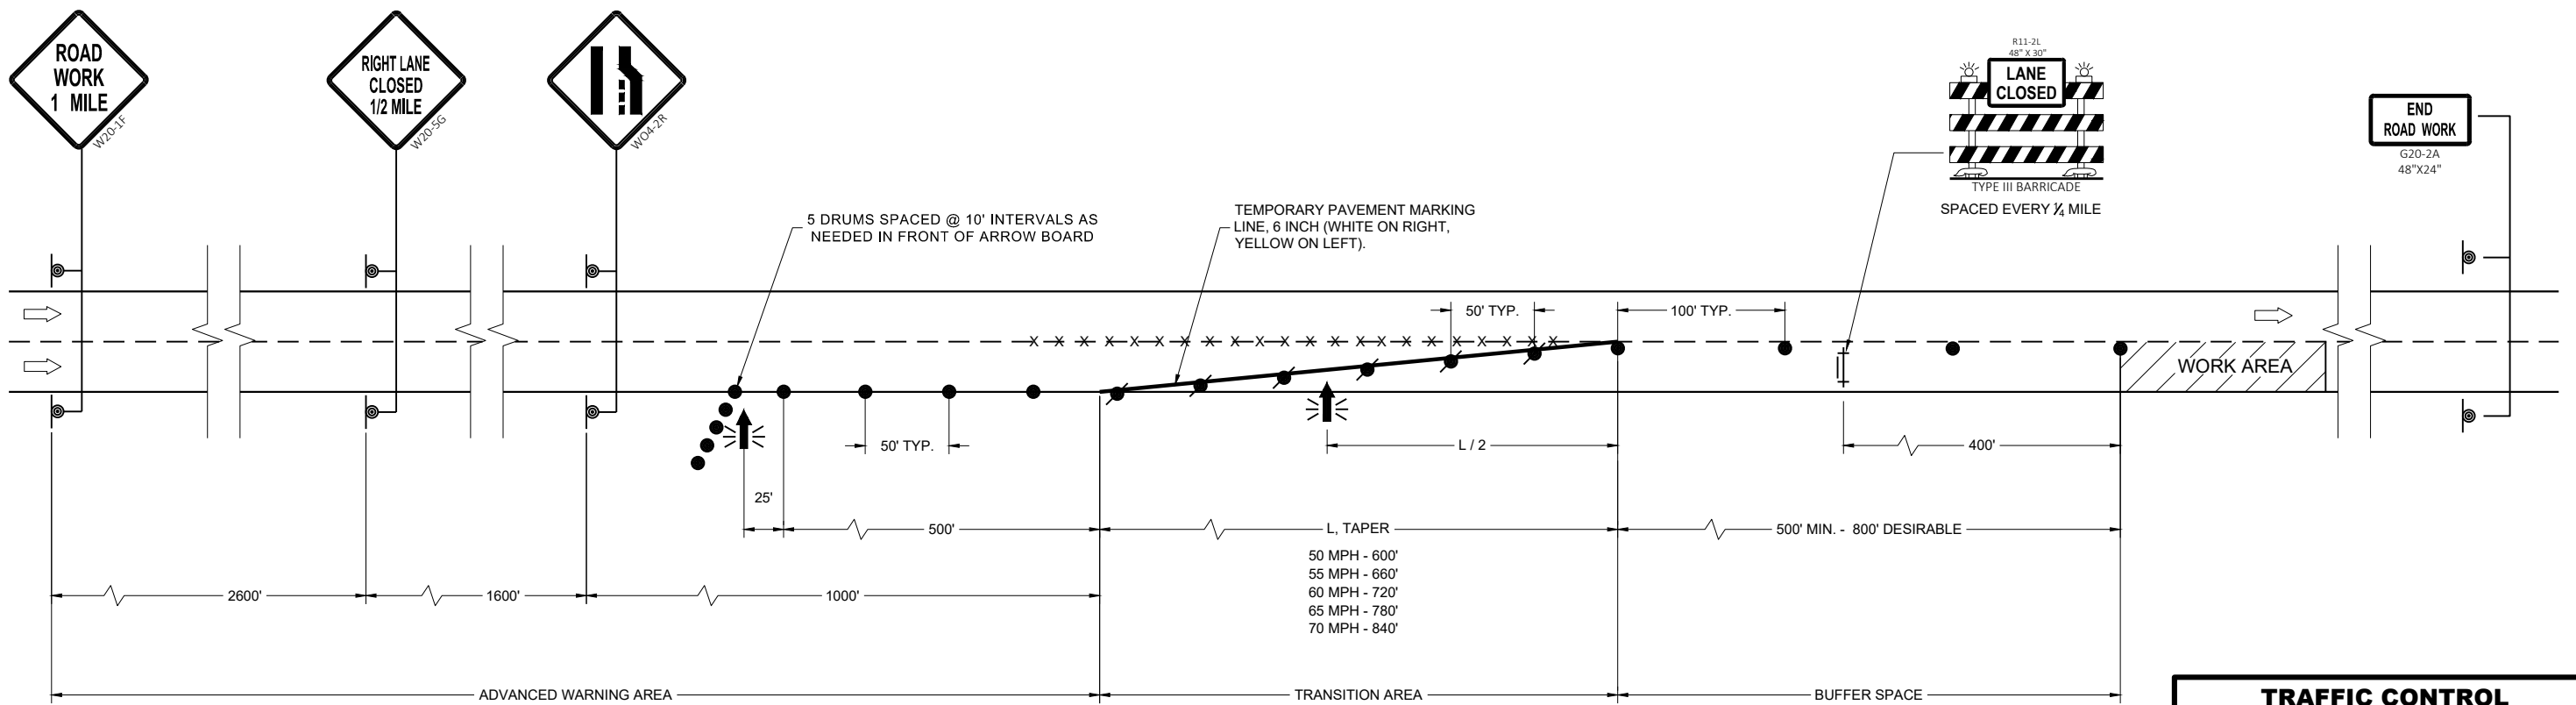 ROAD
WORK
1 MILE
W20-1F
RIGHT LANE
CLOSED
1/2 MILE
W20-5G
WO4-2R
R11-2L
48" X 30"
LANE
CLOSED
TYPE III BARRICADE
SPACED EVERY ¼ MILE
END
ROAD WORK
G20-2A
48"X24"
5 DRUMS SPACED @ 10' INTERVALS AS
NEEDED IN FRONT OF ARROW BOARD
TEMPORARY PAVEMENT MARKING
LINE, 6 INCH (WHITE ON RIGHT,
YELLOW ON LEFT).
50' TYP.
100' TYP.
X X X X X X X X X X X X X X X X X X X X X X
WORK AREA
50' TYP.
L / 2
400'
25'
500'
L, TAPER
500' MIN. - 800' DESIRABLE
50 MPH - 600'
55 MPH - 660'
60 MPH - 720'
65 MPH - 780'
70 MPH - 840'
2600'
1600'
1000'
ADVANCED WARNING AREA
TRANSITION AREA
BUFFER SPACE
TRAFFIC CONTROL